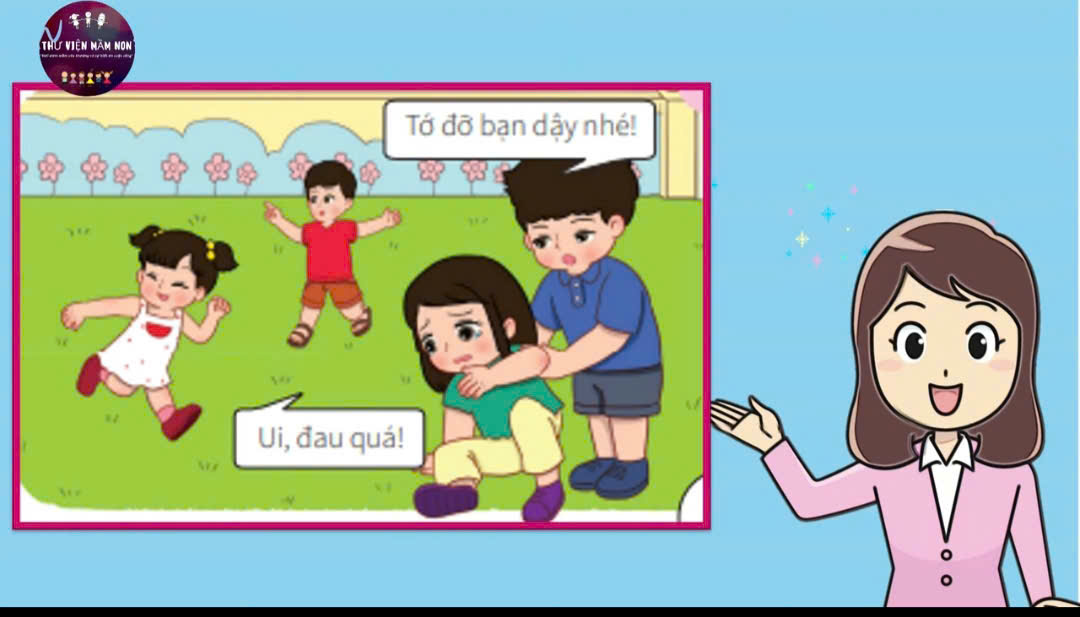 THƯ VIỆN MẦM NON
Tớ đỡ bạn dậy nhé!
Ui, đau quá!